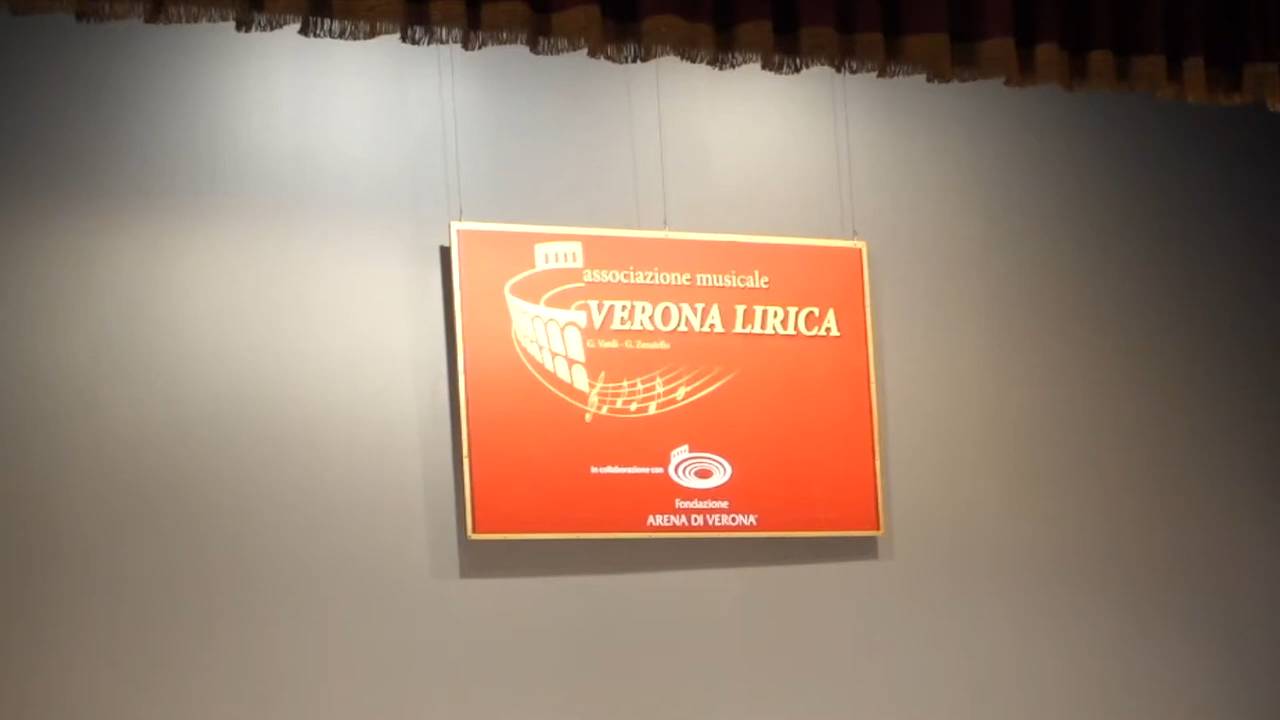 associazione musicale
VERONA LIRICA
G. Verdi - G. Zenatello
in collaborazione con
Fondazione
ARENA DI VERONA®